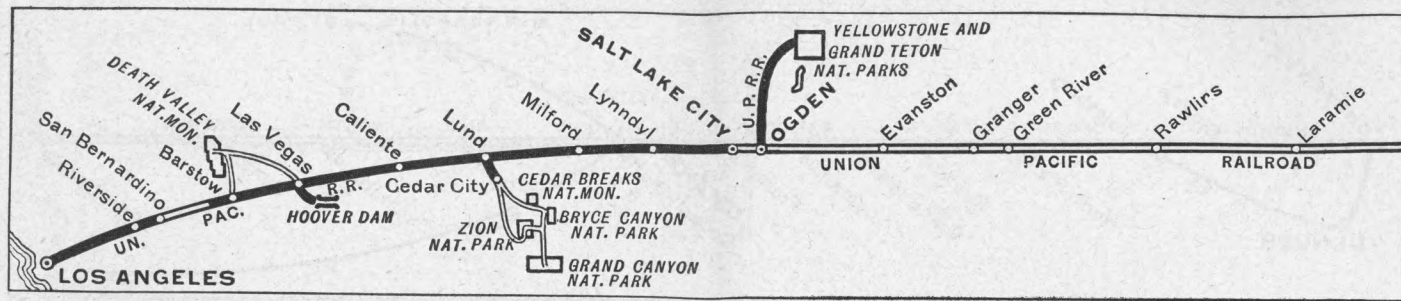 YELLOWSTONE AND
GRAND TETON
NAT. PARKS
SALT LAKE CITY
U. P. R. R.
OGDEN
DEATH VALLEY
NAT. MON.
Las Vegas
Caliente
Lund
Milford
Lynndyl
Evanston
Granger
Green River
Rawlirs
Laramie
San Bernardino
Riverside
Barstow
UNION PACIFIC RAILROAD
UN. PAC. R.R.
HOOVER DAM
Cedar City
CEDAR BREAKS
NAT. MON.
BRYCE CANYON
NAT. PARK
ZION
NAT. PARK
GRAND CANYON
NAT. PARK
LOS ANGELES